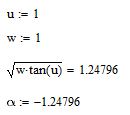 u := 1
w := 1
√(w·tan(u)) = 1.24796
α := −1.24796